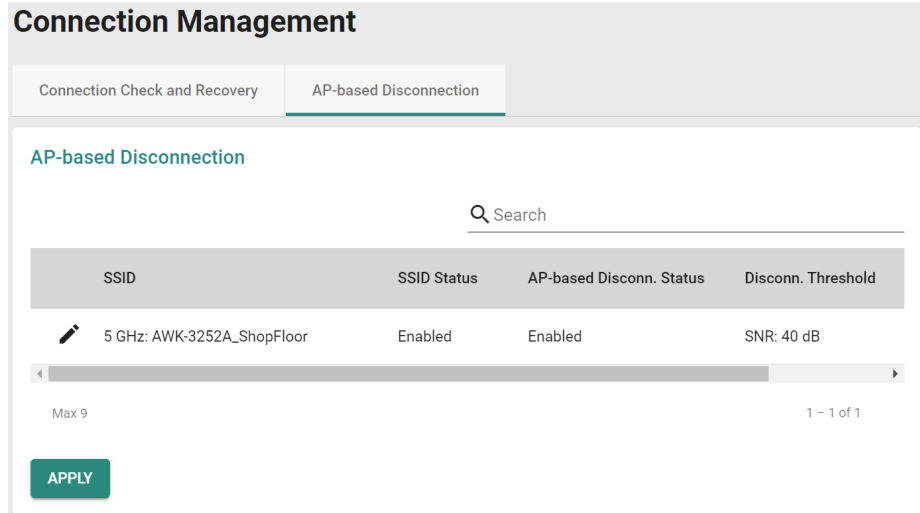 Connection Management
Connection Check and Recovery AP-based Disconnection
AP-based Disconnection
Search
SSID SSID Status AP-based Disconn. Status Disconn. Threshold
5 GHz: AWK-3252A_ShopFloor Enabled Enabled SNR: 40 dB
Max 9 1 – 1 of 1
APPLY